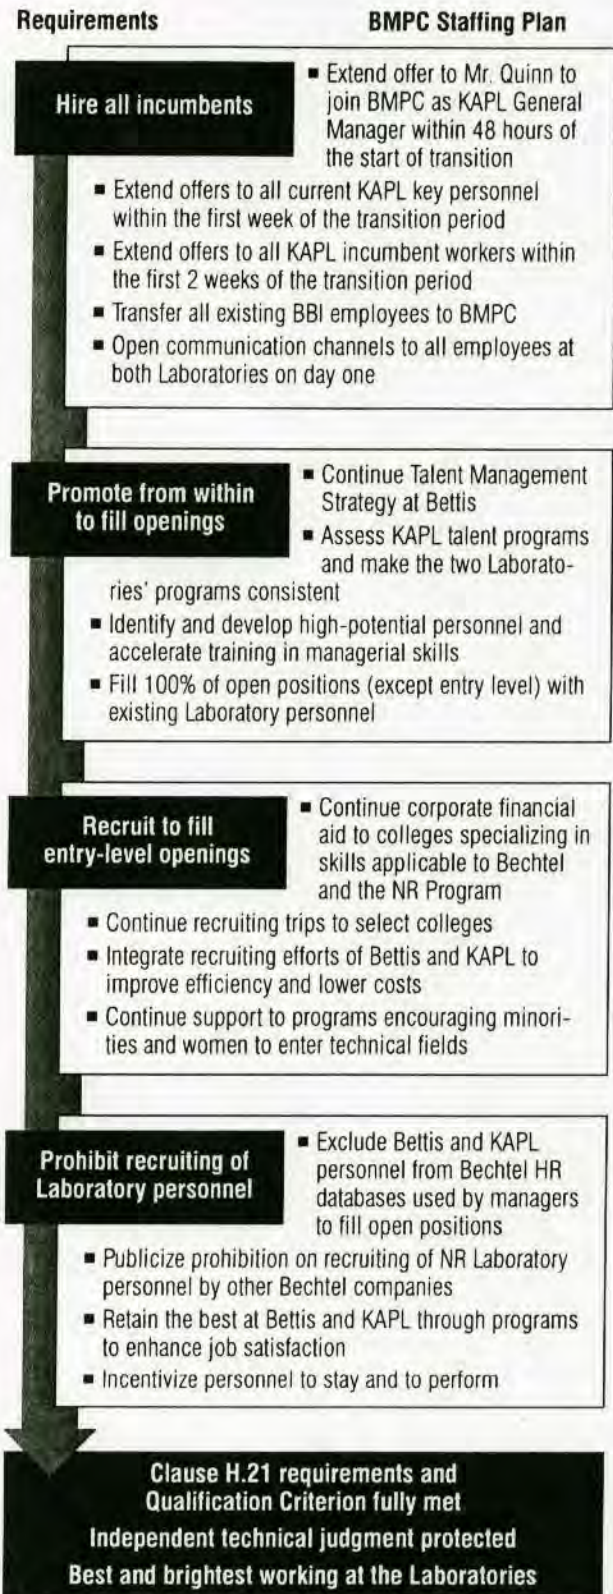 Requirements BMPC Staffing Plan
Hire all incumbents
■ Extend offer to Mr. Quinn to
join BMPC as KAPL General
Manager within 48 hours of
the start of transition
■ Extend offers to all current KAPL key personnel
within the first week of the transition period
■ Extend offers to all KAPL incumbent workers within
the first 2 weeks of the transition period
■ Transfer all existing BBI employees to BMPC
■ Open communication channels to all employees at
both Laboratories on day one
Promote from within
to fill openings
■ Continue Talent Management
Strategy at Bettis
■ Assess KAPL talent programs
and make the two Laborato-
ries' programs consistent
■ Identify and develop high-potential personnel and
accelerate training in managerial skills
■ Fill 100% of open positions (except entry level) with
existing Laboratory personnel
Recruit to fill
entry-level openings
■ Continue corporate financial
aid to colleges specializing in
skills applicable to Bechtel
and the NR Program
■ Continue recruiting trips to select colleges
■ Integrate recruiting efforts of Bettis and KAPL to
improve efficiency and lower costs
■ Continue support to programs encouraging minori-
ties and women to enter technical fields
Prohibit recruiting of
Laboratory personnel
■ Exclude Bettis and KAPL
personnel from Bechtel HR
databases used by managers
to fill open positions
■ Publicize prohibition on recruiting of NR Laboratory
personnel by other Bechtel companies
■ Retain the best at Bettis and KAPL through programs
to enhance job satisfaction
■ Incentivize personnel to stay and to perform
Clause H.21 requirements and
Qualification Criterion fully met
Independent technical judgment protected
Best and brightest working at the Laboratories